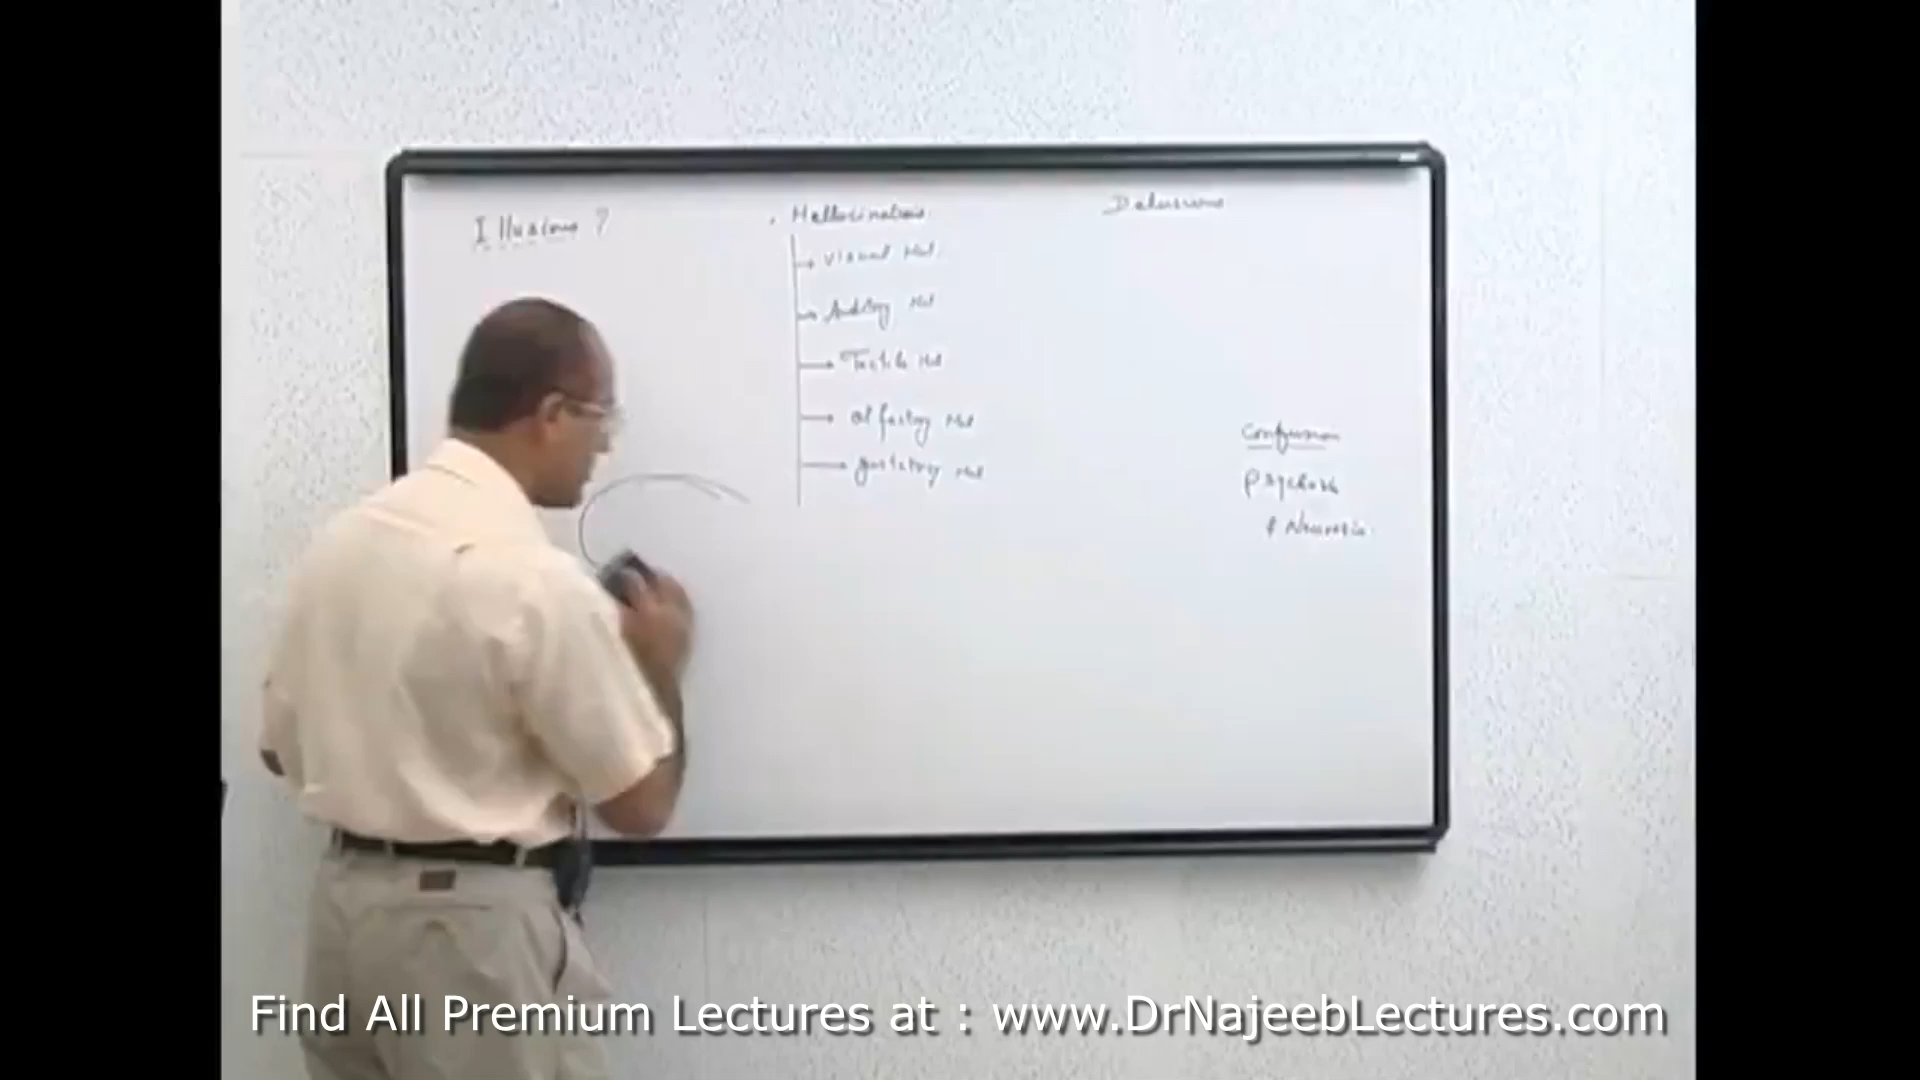 Illusions ?
Hallucinations
Visual Hal.
Auditory Hal
Tactile Hal
Olfactory Hal
gustatory Hal
Delusions
Confusion
Psychosis
& Neurosis.
Find All Premium Lectures at : www.DrNajeebLectures.com